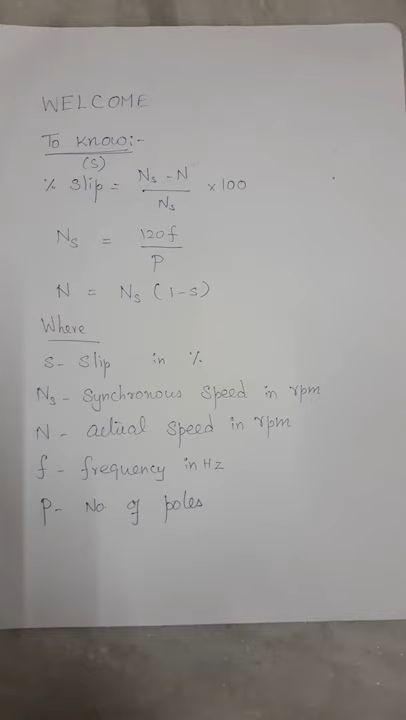 WELCOME
To Know:-
(S)
% Slip = Ns - N / Ns × 100
Ns = 120f / P
N = Ns (1-s)
Where
S- Slip in %
Ns - Synchronous Speed in rpm
N - actual Speed in rpm
f - frequency in Hz
P- No of poles